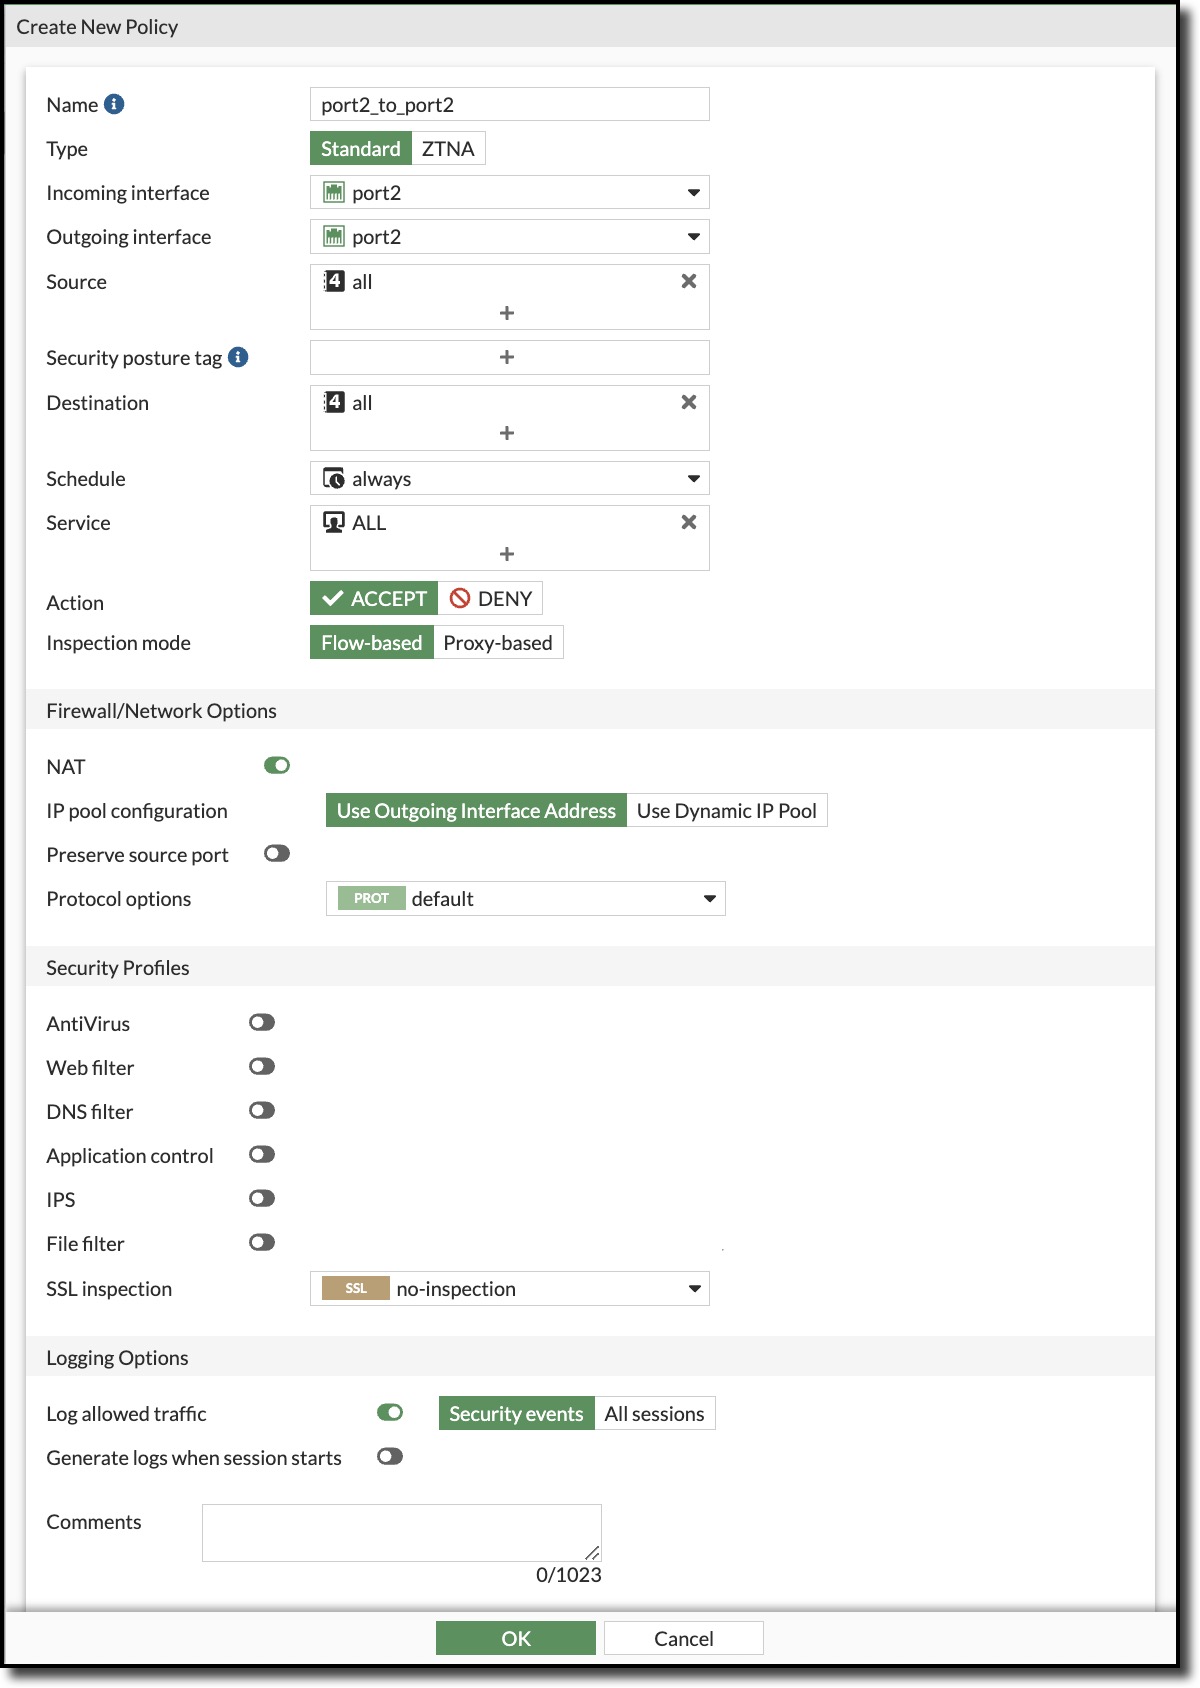 Create New Policy
Name
port2_to_port2
Type
Standard ZTNA
Incoming interface
port2
Outgoing interface
port2
Source
4 all
Security posture tag
Destination
4 all
Schedule
always
Service
ALL
Action
ACCEPT DENY
Inspection mode
Flow-based Proxy-based
Firewall/Network Options
NAT
IP pool configuration
Use Outgoing Interface Address Use Dynamic IP Pool
Preserve source port
Protocol options
PROT default
Security Profiles
AntiVirus
Web filter
DNS filter
Application control
IPS
File filter
SSL inspection
SSL no-inspection
Logging Options
Log allowed traffic
Security events All sessions
Generate logs when session starts
Comments
0/1023
OK Cancel